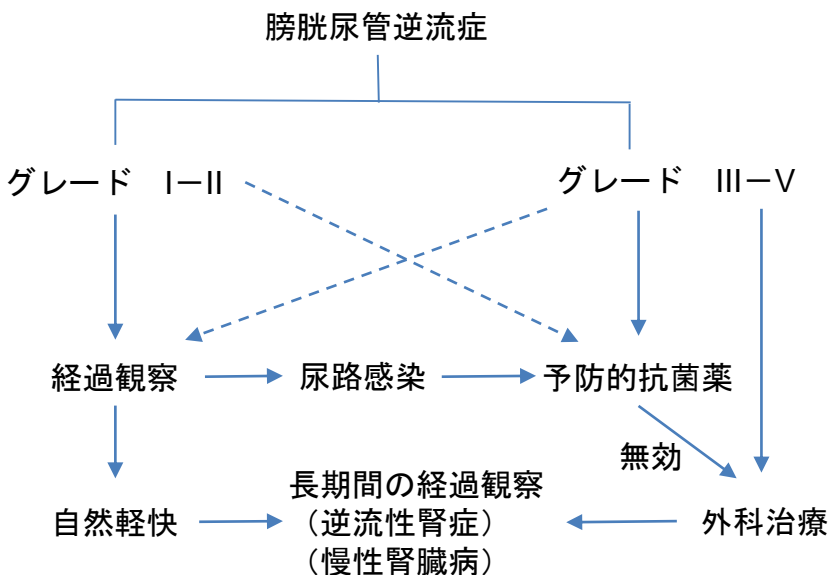 膀胱尿管逆流症
グレード I－II
グレード III－V
経過観察
尿路感染
予防的抗菌薬
無効
自然軽快
長期間の経過観察
（逆流性腎症）
（慢性腎臓病）
外科治療